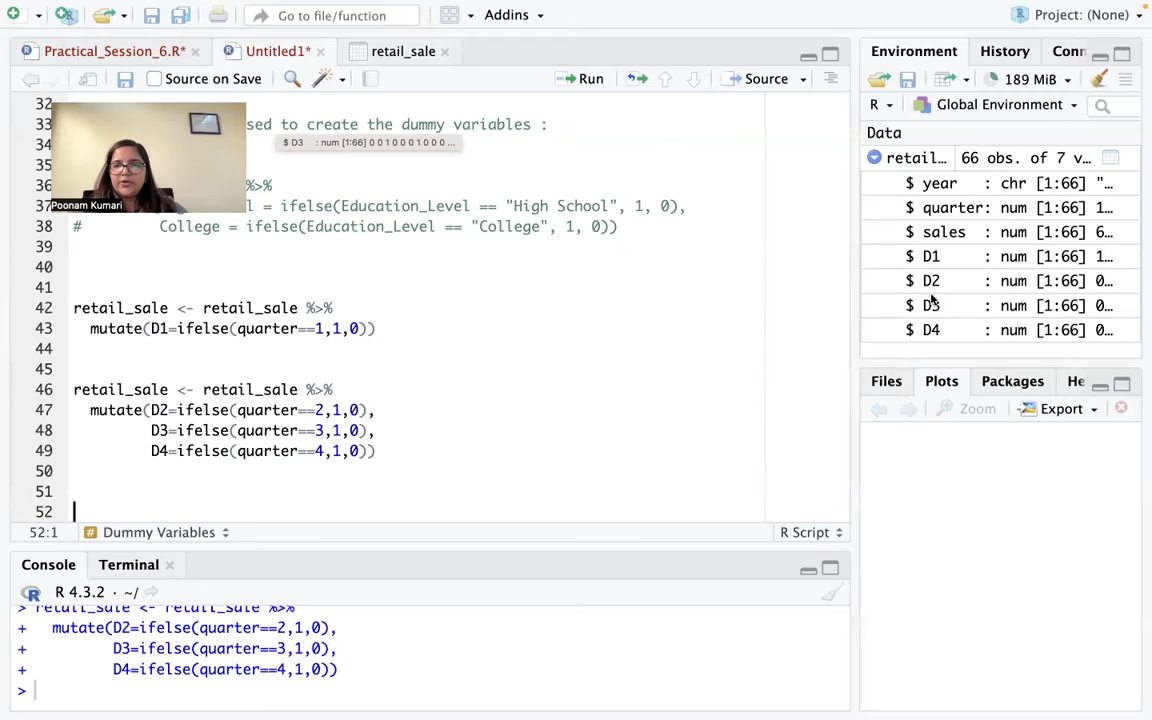 Go to file/function
Addins
Project: (None)
Practical_Session_6.R*
Untitled1*
retail_sale
Source on Save
Run
Source
32
33 sed to create the dummy variables :
34
$ D3 : num [1:66] 0 0 1 0 0 0 1 0 0 0 ...
35
36 %>%
37 l = ifelse(Education_Level == "High School", 1, 0),
38 # College = ifelse(Education_Level == "College", 1, 0))
39
40
41
42 retail_sale <- retail_sale %>%
43 mutate(D1=ifelse(quarter==1,1,0))
44
45
46 retail_sale <- retail_sale %>%
47 mutate(D2=ifelse(quarter==2,1,0),
48 D3=ifelse(quarter==3,1,0),
49 D4=ifelse(quarter==4,1,0))
50
51
52
Poonam Kumari
52:1 # Dummy Variables R Script
Console Terminal
R 4.3.2 · ~/
> retail_sale <- retail_sale %>%
+ mutate(D2=ifelse(quarter==2,1,0),
+ D3=ifelse(quarter==3,1,0),
+ D4=ifelse(quarter==4,1,0))
>
Environment History Conn
189 MiB
R Global Environment
Data
retail... 66 obs. of 7 v...
$ year : chr [1:66] "...
$ quarter: num [1:66] 1...
$ sales : num [1:66] 6...
$ D1 : num [1:66] 1...
$ D2 : num [1:66] 0...
$ D3 : num [1:66] 0...
$ D4 : num [1:66] 0...
Files Plots Packages He
Zoom Export